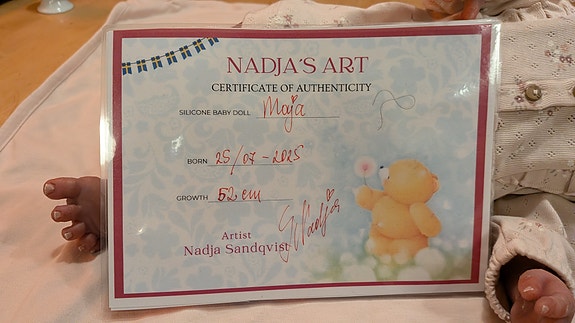 NADJA'S ART
CERTIFICATE OF AUTHENTICITY
SILICONE BABY DOLL Maja
BORN 25/07-2025
GROWTH 52 cm
Artist
Nadja Sandqvist
Nadja